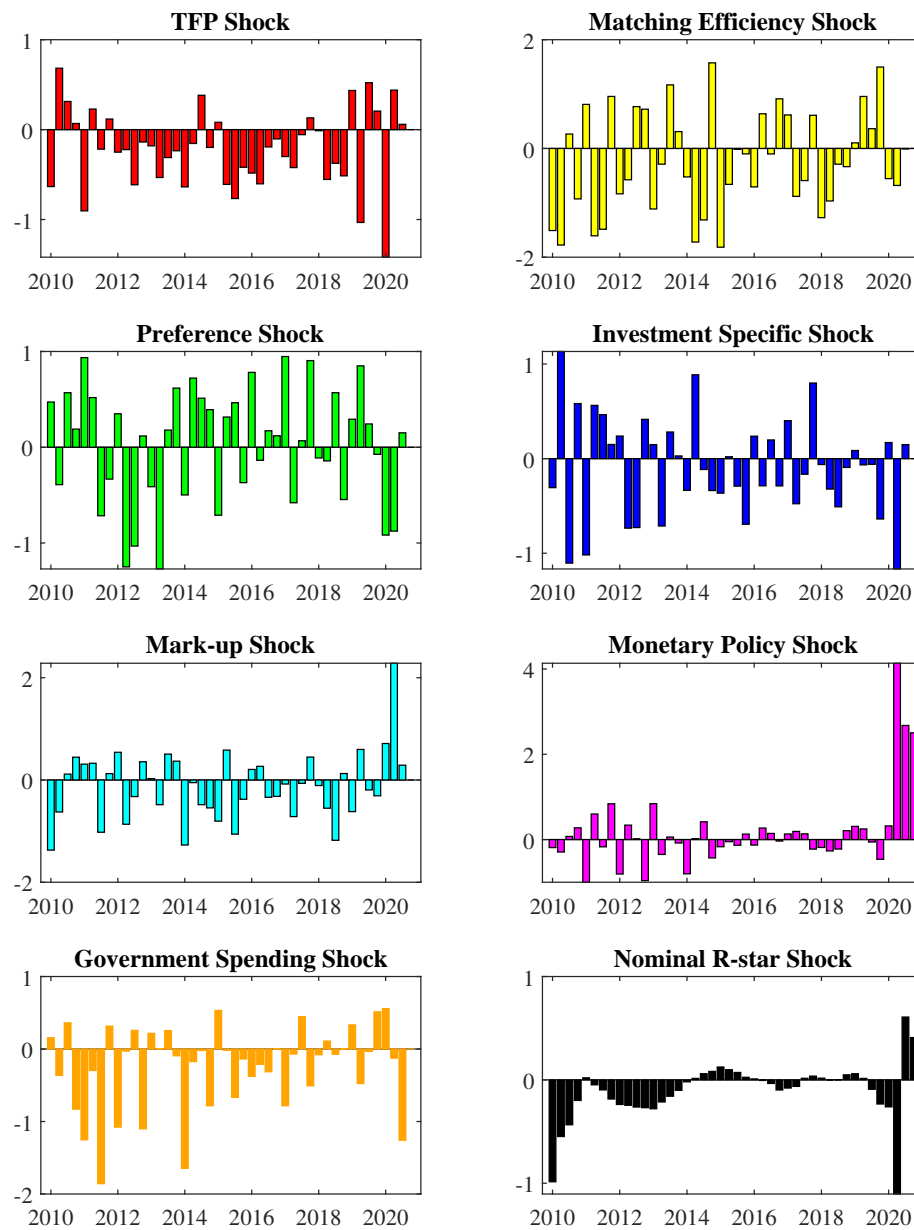 TFP Shock
1
0
-1
2010 2012 2014 2016 2018 2020
Matching Efficiency Shock
2
0
-2
2010 2012 2014 2016 2018 2020
Preference Shock
1
0
-1
2010 2012 2014 2016 2018 2020
Investment Specific Shock
1
0
-1
2010 2012 2014 2016 2018 2020
Mark-up Shock
2
0
-2
2010 2012 2014 2016 2018 2020
Monetary Policy Shock
4
2
0
2010 2012 2014 2016 2018 2020
Government Spending Shock
1
0
-1
-2
2010 2012 2014 2016 2018 2020
Nominal R-star Shock
1
0
-1
2010 2012 2014 2016 2018 2020